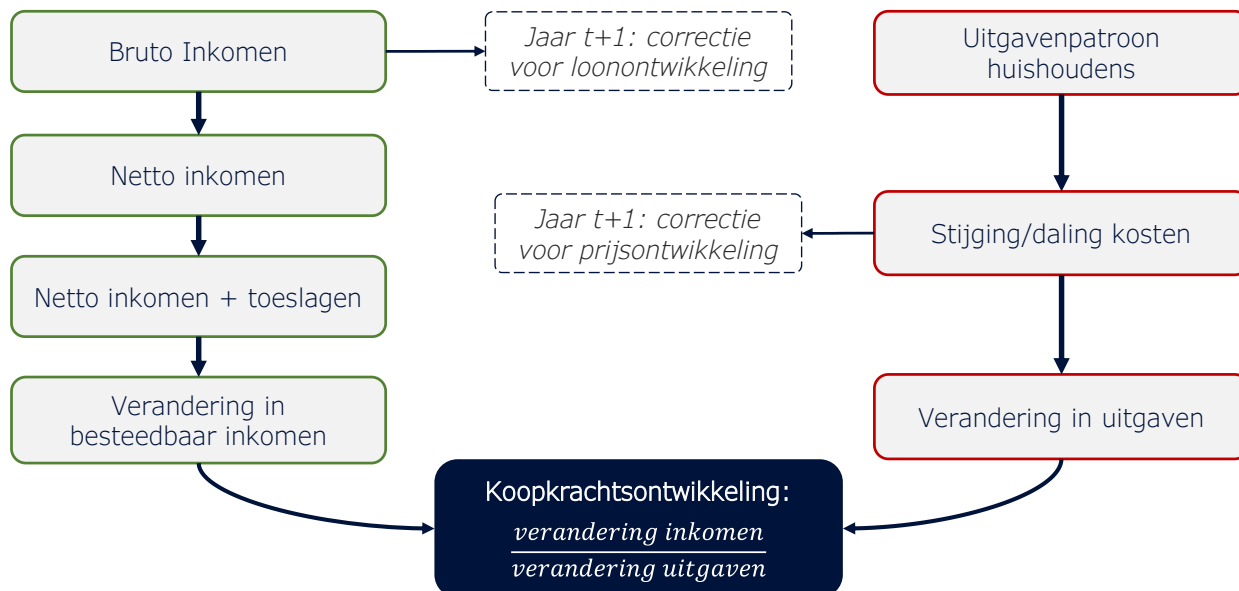 Bruto Inkomen
Jaar t+1: correctie
voor loonontwikkeling
Uitgavenpatroon
huishoudens
Netto inkomen
Jaar t+1: correctie
voor prijsontwikkeling
Stijging/daling kosten
Netto inkomen + toeslagen
Verandering in
besteedbaar inkomen
Verandering in uitgaven
Koopkrachtsontwikkeling:
verandering inkomen
verandering uitgaven